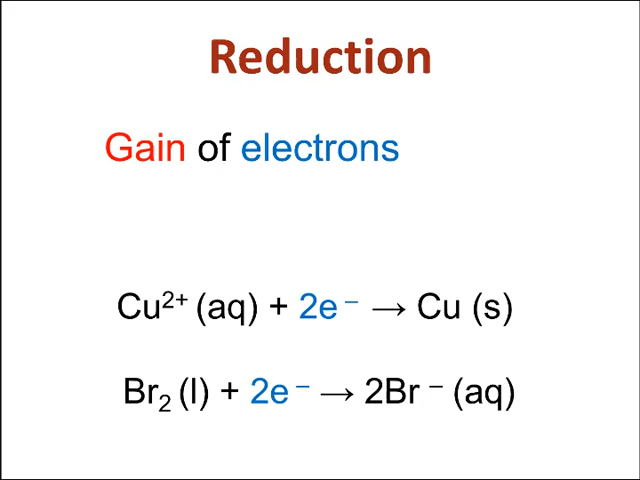 Reduction
Gain of electrons
Cu²⁺ (aq) + 2e⁻ → Cu (s)
Br₂ (l) + 2e⁻ → 2Br⁻ (aq)